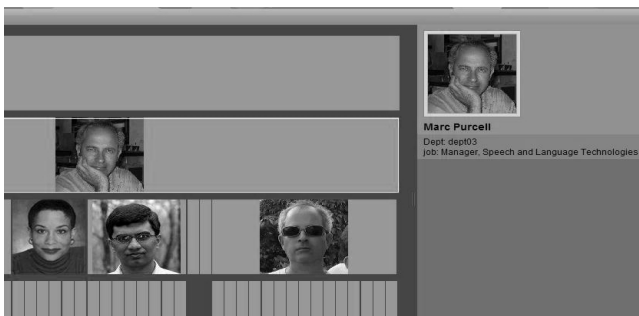 Marc Purcell
Dept: dept03
job: Manager, Speech and Language Technologies